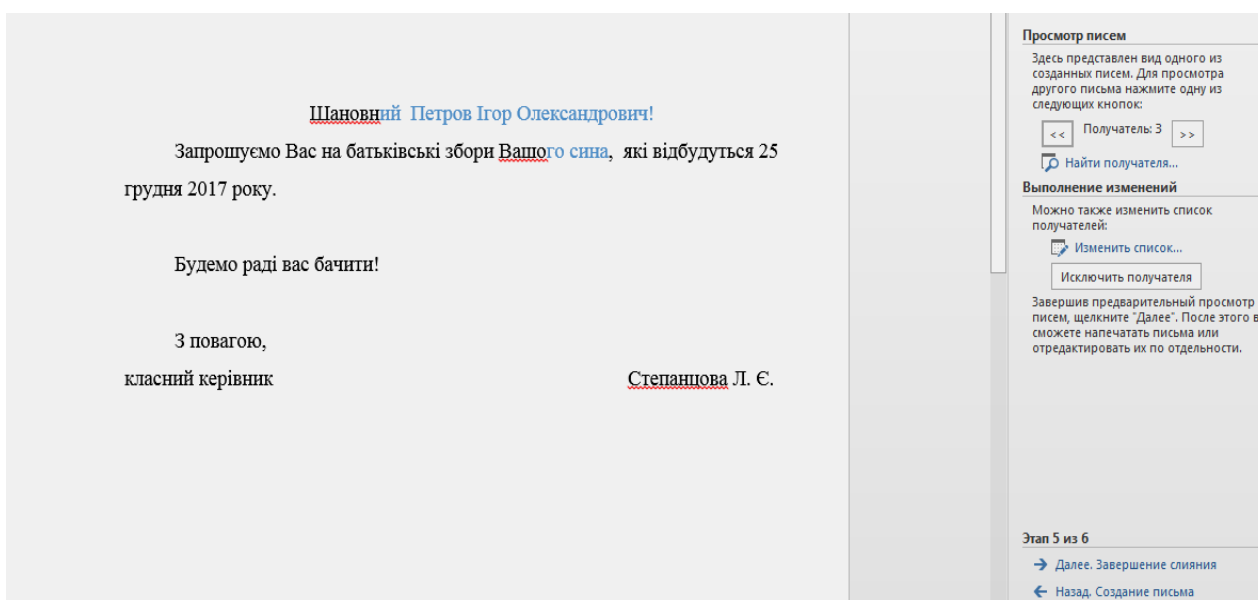 Шановний Петров Ігор Олександрович!
Запрошуємо Вас на батьківські збори Вашого сина, які відбудуться 25
грудня 2017 року.
Будемо раді вас бачити!
З повагою,
класний керівник Степанцова Л. Є.
Просмотр писем
Здесь представлен вид одного из
созданных писем. Для просмотра
другого письма нажмите одну из
следующих кнопок:
<< Получатель: 3 >>
Найти получателя...
Выполнение изменений
Можно также изменить список
получателей:
Изменить список...
Исключить получателя
Завершив предварительный просмотр
писем, щелкните "Далее". После этого в
сможете напечатать письма или
отредактировать их по отдельности.
Этап 5 из 6
Далее. Завершение слияния
Назад. Создание письма